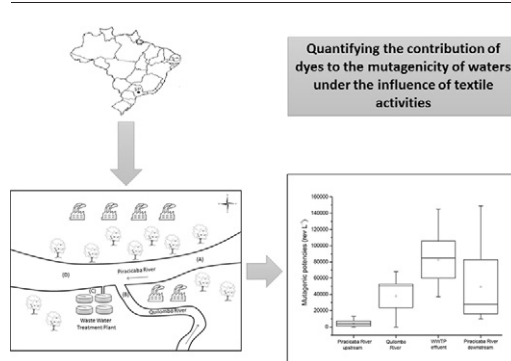 Quantifying the contribution of
dyes to the mutagenicity of waters
under the influence of textile
activities
(A)
Piracicaba River
(D)
(C)
(B)
Quilombo River
Waste Water
Treatment Plant
Mutagenic potencies (rev L⁻¹)
160000
140000
120000
100000
80000
60000
40000
20000
0
Piracicaba River
upstream
Quilombo
River
WWTP
effluent
Piracicaba River
downstream